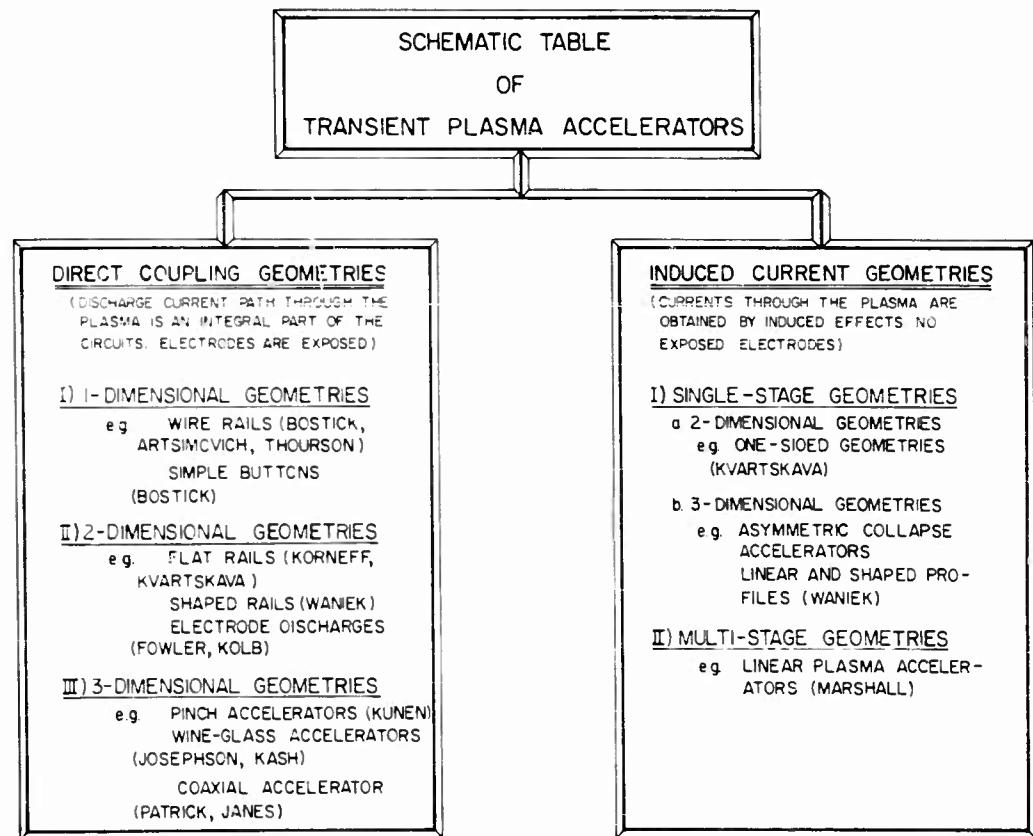 SCHEMATIC TABLE
OF
TRANSIENT PLASMA ACCELERATORS
DIRECT COUPLING GEOMETRIES
(DISCHARGE CURRENT PATH THROUGH THE
PLASMA IS AN INTEGRAL PART OF THE
CIRCUITS. ELECTRODES ARE EXPOSED)
I) 1-DIMENSIONAL GEOMETRIES
e.g WIRE RAILS (BOSTICK,
ARTSIMOVICH, THOURSON)
SIMPLE BUTTONS
(BOSTICK)
II) 2-DIMENSIONAL GEOMETRIES
e.g. FLAT RAILS (KORNEFF,
KVARTSKAVA)
SHAPED RAILS (WANIEK)
ELECTRODE DISCHARGES
(FOWLER, KOLB)
III) 3-DIMENSIONAL GEOMETRIES
e.g. PINCH ACCELERATORS (KUNEN)
WINE-GLASS ACCELERATORS
(JOSEPHSON, KASH)
COAXIAL ACCELERATOR
(PATRICK, JANES)
INDUCED CURRENT GEOMETRIES
(CURRENTS THROUGH THE PLASMA ARE
OBTAINED BY INDUCED EFFECTS NO
EXPOSED ELECTRODES)
I) SINGLE-STAGE GEOMETRIES
a. 2-DIMENSIONAL GEOMETRIES
e.g. ONE-SIDED GEOMETRIES
(KVARTSKAVA)
b. 3-DIMENSIONAL GEOMETRIES
e.g. ASYMMETRIC COLLAPSE
ACCELERATORS
LINEAR AND SHAPED PRO-
FILES (WANIEK)
II) MULTI-STAGE GEOMETRIES
e.g. LINEAR PLASMA ACCELER-
ATORS (MARSHALL)